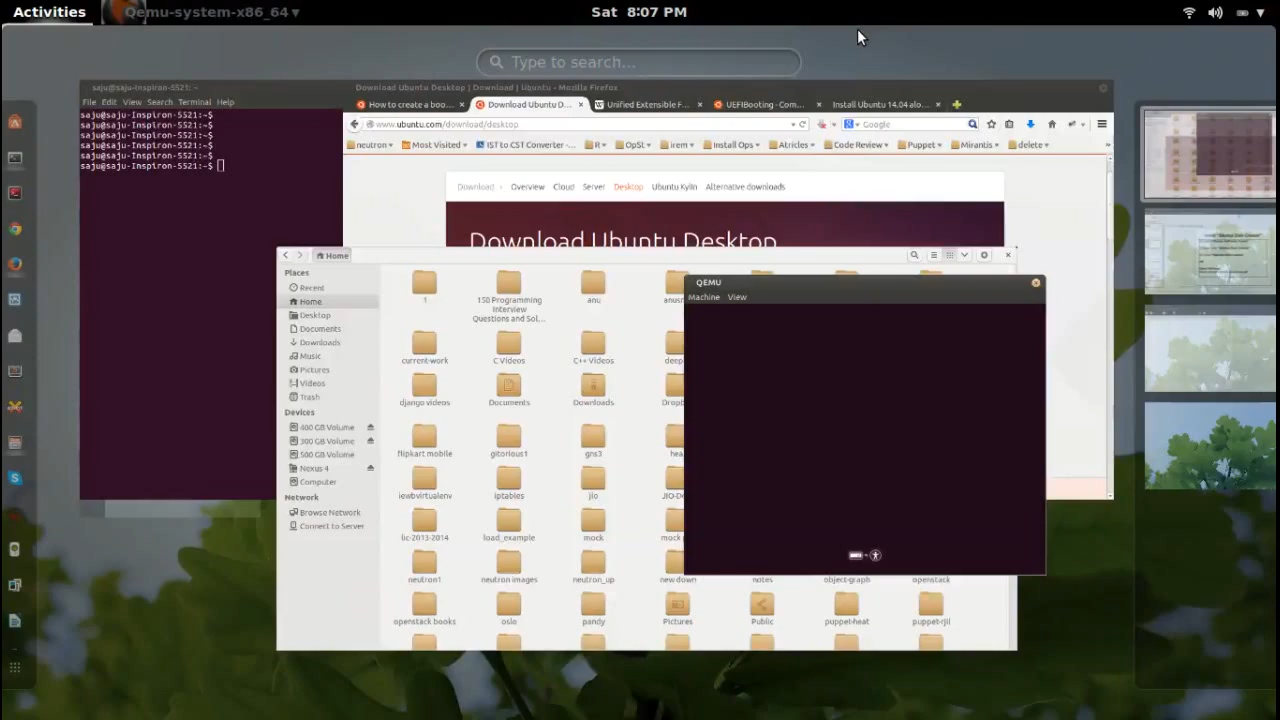 Activities
Qemu-system-x86_64 ▾
Sat 8:07 PM
Type to search...
saju@saju-Inspiron-5521: ~
File Edit View Search Terminal Help
saju@saju-Inspiron-5521:~$
saju@saju-Inspiron-5521:~$
saju@saju-Inspiron-5521:~$
saju@saju-Inspiron-5521:~$
saju@saju-Inspiron-5521:~$
saju@saju-Inspiron-5521:~$
Download Ubuntu Desktop | Download | Ubuntu - Mozilla Firefox
How to create a boo...
Download Ubuntu D...
Unified Extensible F...
UEFIBooting - Com...
Install Ubuntu 14.04 alo...
www.ubuntu.com/download/desktop
Google
neutron
Most Visited
IST to CST Converter -...
R
OpSt
irem
Install Ops
Atricles
Code Review
Puppet
Mirantis
delete
Download
Overview
Cloud
Server
Desktop
Ubuntu Kylin
Alternative downloads
Download Ubuntu Desktop
Home
Places
Recent
Home
Desktop
Documents
Downloads
Music
Pictures
Videos
Trash
Devices
400 GB Volume
300 GB Volume
500 GB Volume
Nexus 4
Computer
Network
Browse Network
Connect to Server
1
150 Programming
Interview
Questions and Sol...
anu
current-work
C Videos
C++ Videos
django videos
Documents
Downloads
flipkart mobile
gitorious1
gns3
iewbvirtualenv
iptables
jio
lic-2013-2014
load_example
mock
neutron1
neutron images
neutron_up
new down
notes
object-graph
openstack
openstack books
oslo
pandy
Pictures
Public
puppet-heat
puppet-rjil
QEMU
Machine View